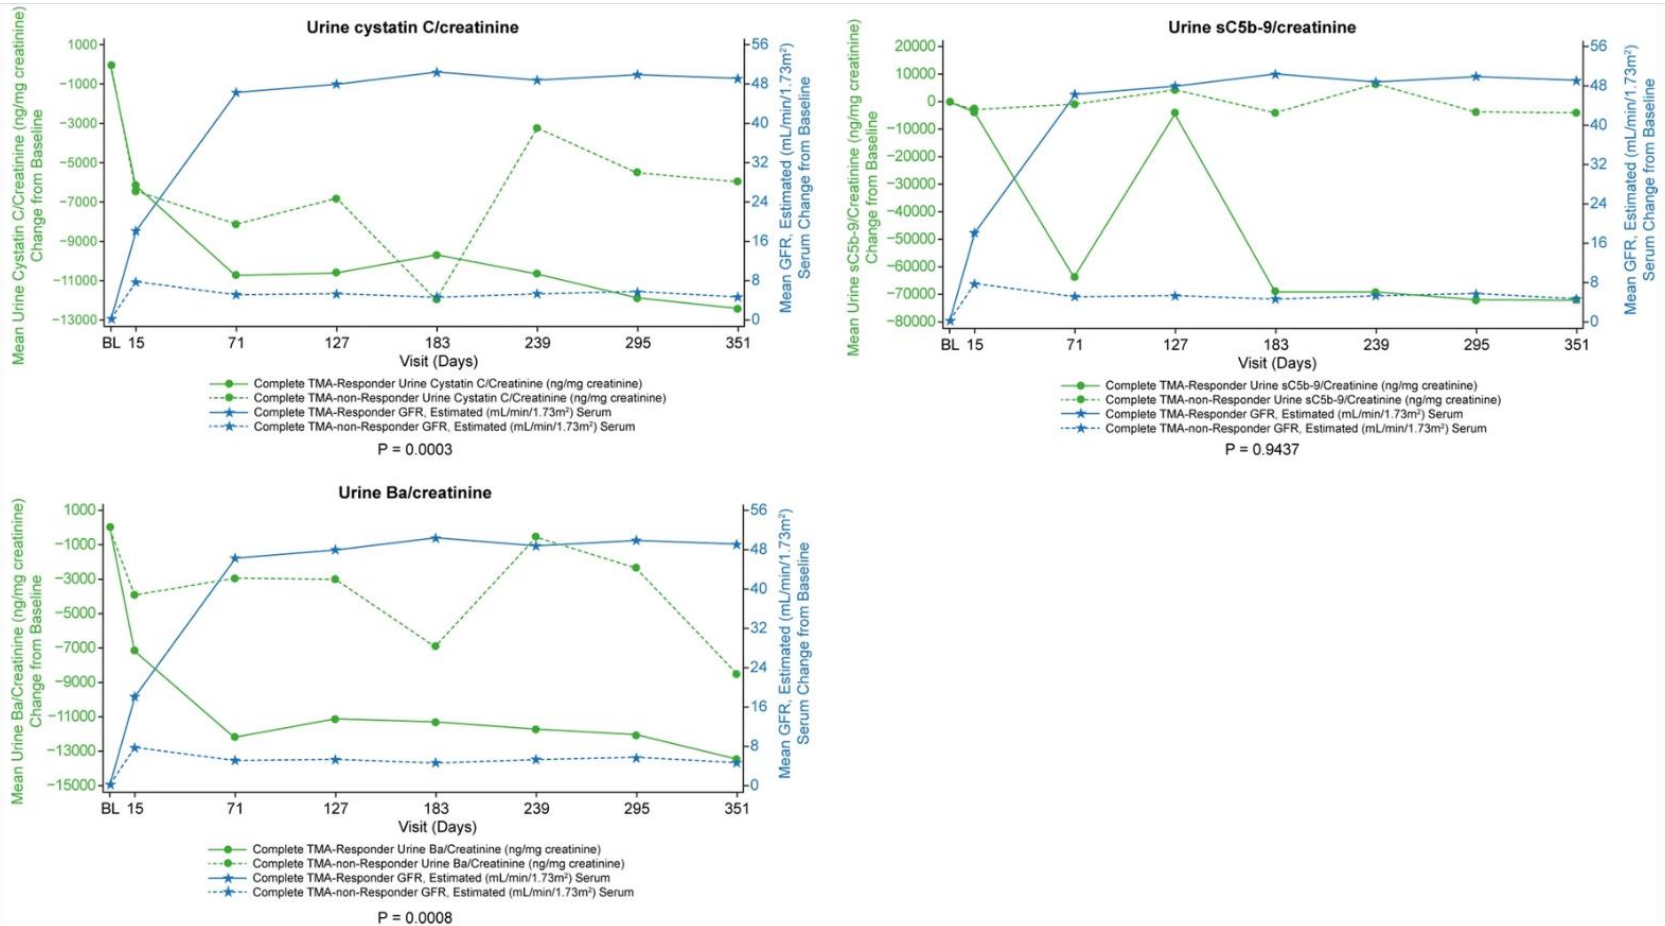 Urine cystatin C/creatinine
Mean Urine Cystatin C/Creatinine (ng/mg creatinine)
Change from Baseline
1000
−1000
−3000
−5000
−7000
−9000
−11000
−13000
56
48
40
32
24
16
8
0
Mean GFR, Estimated (mL/min/1.73m²)
Serum Change from Baseline
BL 15 71 127 183 239 295 351
Visit (Days)
Complete TMA-Responder Urine Cystatin C/Creatinine (ng/mg creatinine)
Complete TMA-non-Responder Urine Cystatin C/Creatinine (ng/mg creatinine)
Complete TMA-Responder GFR, Estimated (mL/min/1.73m²) Serum
Complete TMA-non-Responder GFR, Estimated (mL/min/1.73m²) Serum
P = 0.0003
Urine sC5b-9/creatinine
Mean Urine sC5b-9/Creatinine (ng/mg creatinine)
Change from Baseline
20000
10000
0
−10000
−20000
−30000
−40000
−50000
−60000
−70000
−80000
56
48
40
32
24
16
8
0
Mean GFR, Estimated (mL/min/1.73m²)
Serum Change from Baseline
BL 15 71 127 183 239 295 351
Visit (Days)
Complete TMA-Responder Urine sC5b-9/Creatinine (ng/mg creatinine)
Complete TMA-non-Responder Urine sC5b-9/Creatinine (ng/mg creatinine)
Complete TMA-Responder GFR, Estimated (mL/min/1.73m²) Serum
Complete TMA-non-Responder GFR, Estimated (mL/min/1.73m²) Serum
P = 0.9437
Urine Ba/creatinine
Mean Urine Ba/Creatinine (ng/mg creatinine)
Change from Baseline
1000
−1000
−3000
−5000
−7000
−9000
−11000
−13000
−15000
56
48
40
32
24
16
8
0
Mean GFR, Estimated (mL/min/1.73m²)
Serum Change from Baseline
BL 15 71 127 183 239 295 351
Visit (Days)
Complete TMA-Responder Urine Ba/Creatinine (ng/mg creatinine)
Complete TMA-non-Responder Urine Ba/Creatinine (ng/mg creatinine)
Complete TMA-Responder GFR, Estimated (mL/min/1.73m²) Serum
Complete TMA-non-Responder GFR, Estimated (mL/min/1.73m²) Serum
P = 0.0008